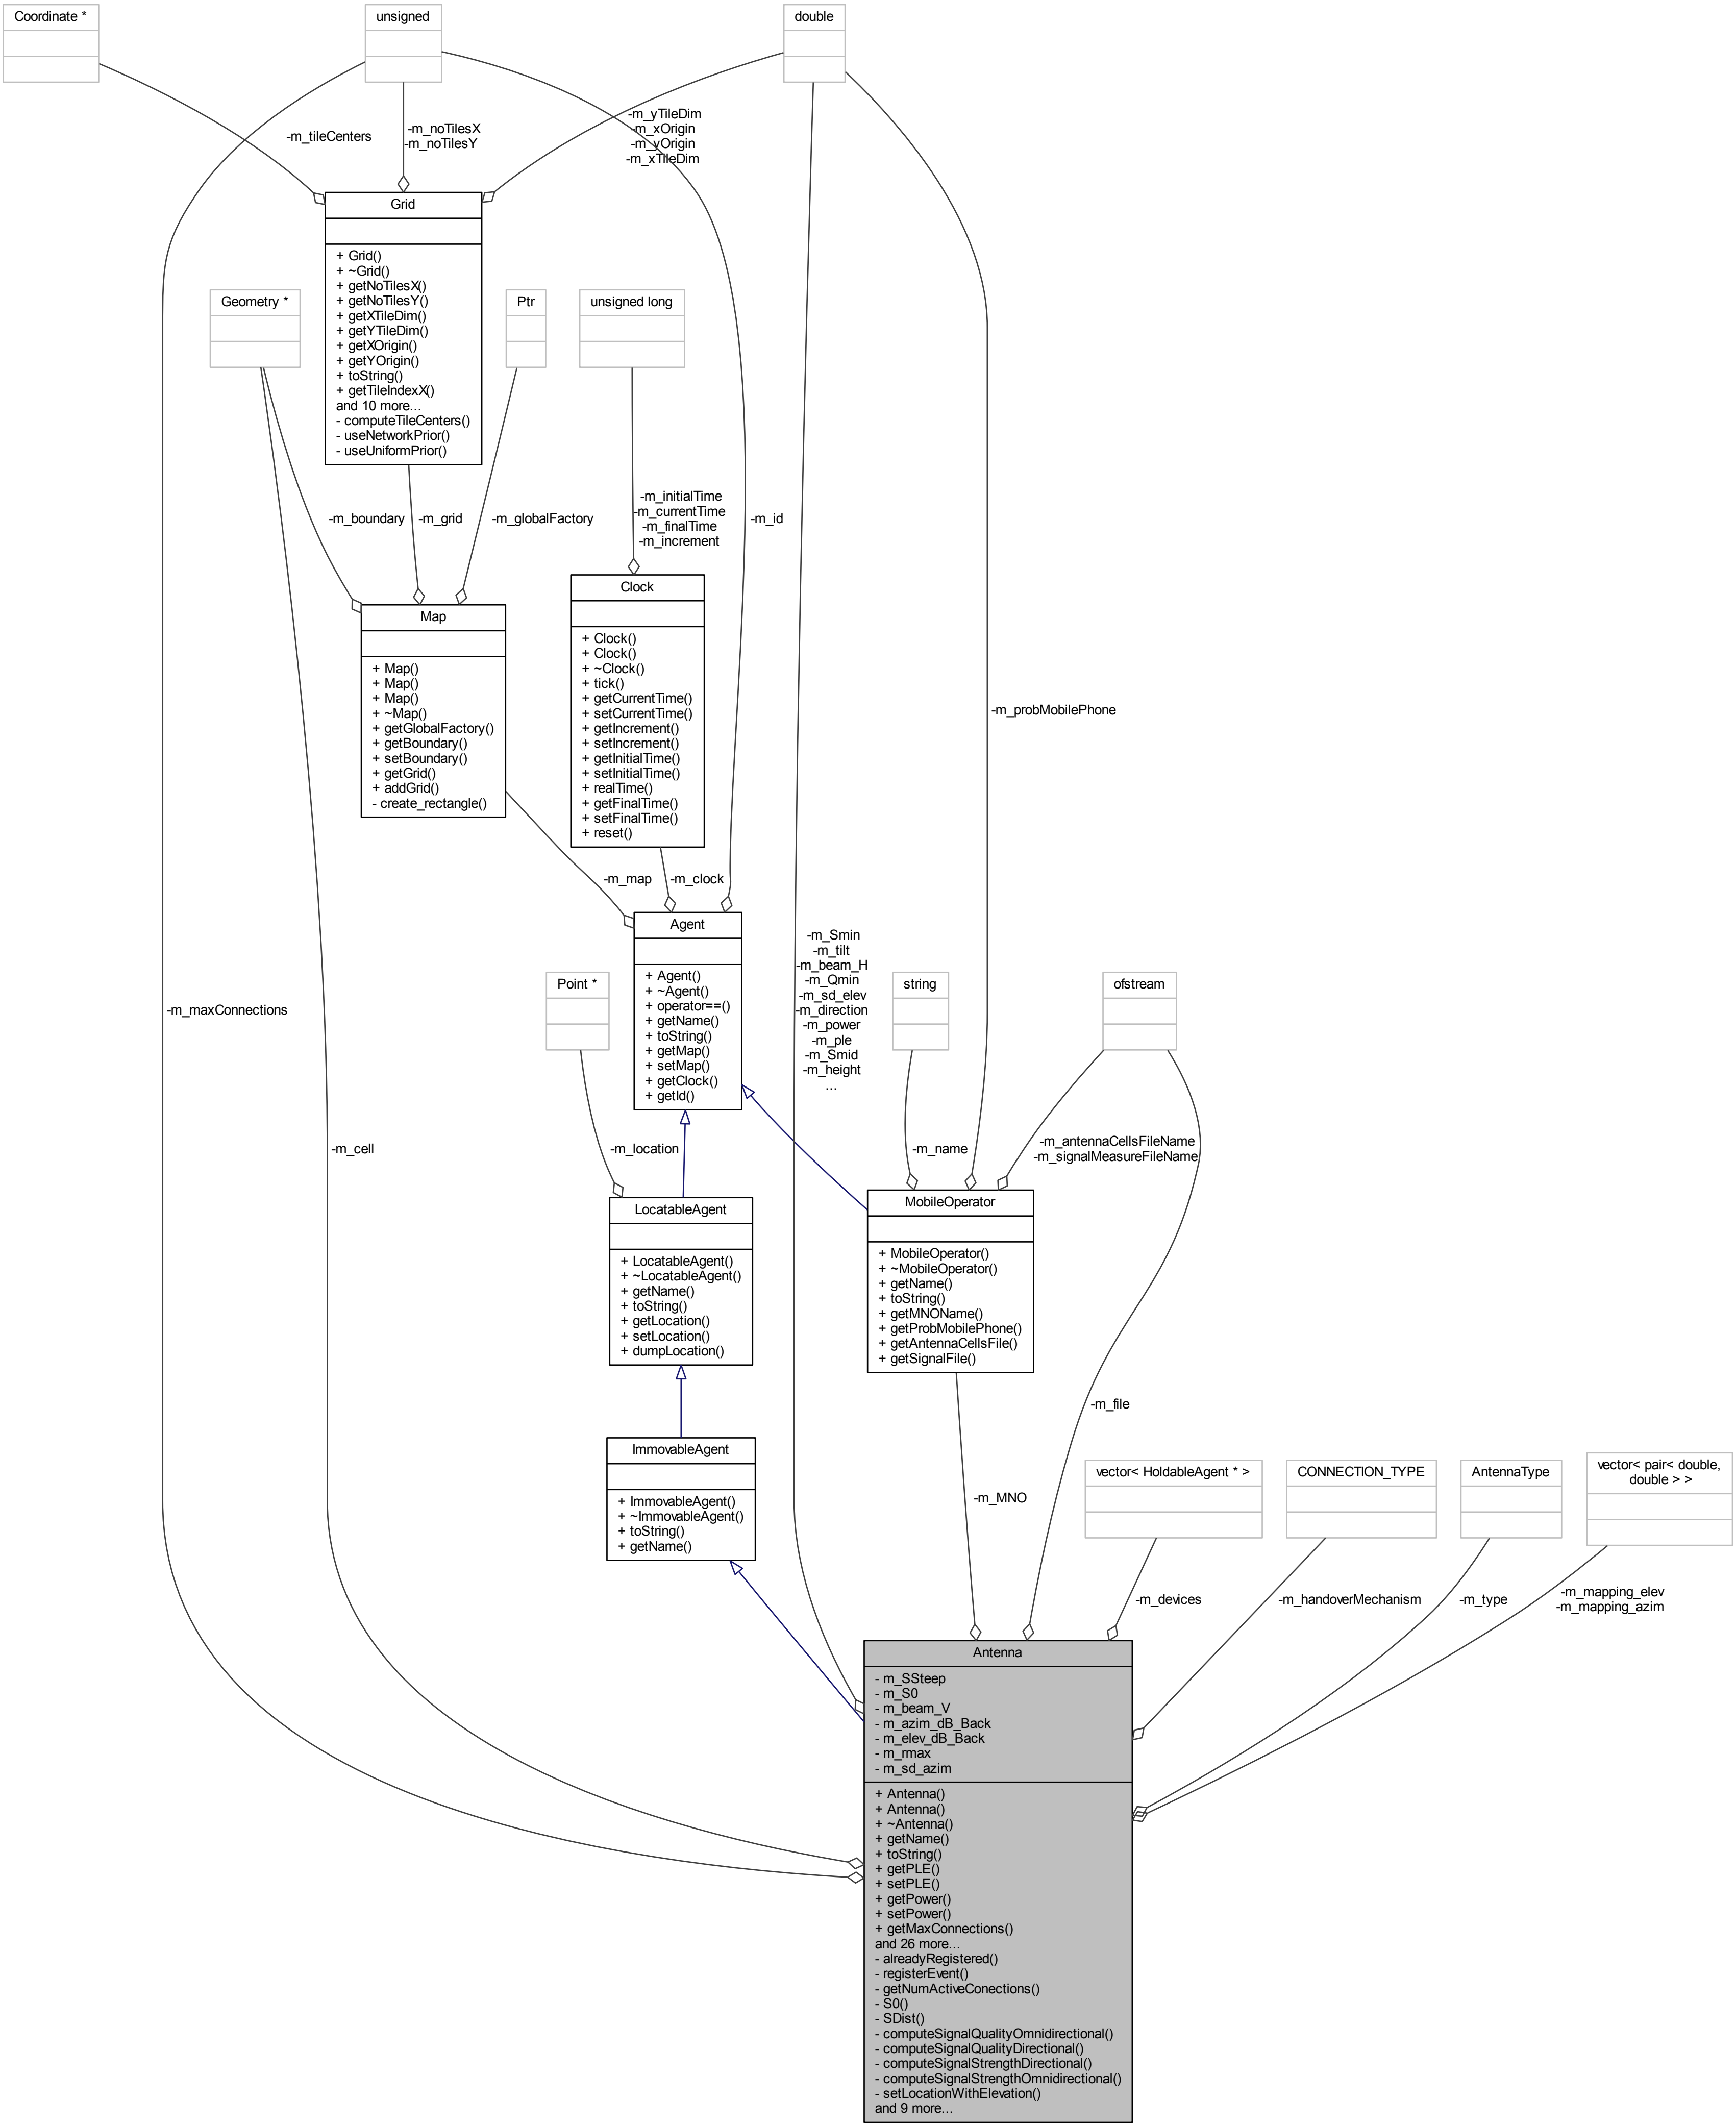 Coordinate *
unsigned
double
-m_tileCenters
-m_noTilesX
-m_noTilesY
-m_yTileDim
-m_xOrigin
-m_yOrigin
-m_xTileDim
Grid
+ Grid()
+ ~Grid()
+ getNoTilesX()
+ getNoTilesY()
+ getXTileDim()
+ getYTileDim()
+ getXOrigin()
+ getYOrigin()
+ toString()
+ getTileIndexX()
and 10 more...
- computeTileCenters()
- useNetworkPrior()
- useUniformPrior()
Geometry *
Ptr
unsigned long
-m_boundary
-m_grid
-m_globalFactory
-m_initialTime
-m_currentTime
-m_finalTime
-m_increment
-m_id
Clock
+ Clock()
+ Clock()
+ ~Clock()
+ tick()
+ getCurrentTime()
+ setCurrentTime()
+ getIncrement()
+ setIncrement()
+ getInitialTime()
+ setInitialTime()
+ realTime()
+ getFinalTime()
+ setFinalTime()
+ reset()
Map
+ Map()
+ Map()
+ Map()
+ ~Map()
+ getGlobalFactory()
+ getBoundary()
+ setBoundary()
+ getGrid()
+ addGrid()
- create_rectangle()
-m_probMobilePhone
-m_map
-m_clock
Agent
+ Agent()
+ ~Agent()
+ operator==()
+ getName()
+ toString()
+ getMap()
+ setMap()
+ getClock()
+ getId()
-m_Smin
-m_tilt
-m_beam_H
-m_Qmin
-m_sd_elev
-m_direction
-m_power
-m_ple
-m_Smid
-m_height
...
Point *
string
ofstream
-m_maxConnections
-m_cell
-m_location
-m_name
-m_antennaCellsFileName
-m_signalMeasureFileName
LocatableAgent
+ LocatableAgent()
+ ~LocatableAgent()
+ getName()
+ toString()
+ getLocation()
+ setLocation()
+ dumpLocation()
MobileOperator
+ MobileOperator()
+ ~MobileOperator()
+ getName()
+ toString()
+ getMNOName()
+ getProbMobilePhone()
+ getAntennaCellsFile()
+ getSignalFile()
-m_file
ImmovableAgent
+ ImmovableAgent()
+ ~ImmovableAgent()
+ toString()
+ getName()
-m_MNO
vector< HoldableAgent * >
CONNECTION_TYPE
AntennaType
vector< pair< double,
double > >
-m_devices
-m_handoverMechanism
-m_type
-m_mapping_elev
-m_mapping_azim
Antenna
- m_SSteep
- m_S0
- m_beam_V
- m_azim_dB_Back
- m_elev_dB_Back
- m_rmax
- m_sd_azim
+ Antenna()
+ Antenna()
+ ~Antenna()
+ getName()
+ toString()
+ getPLE()
+ setPLE()
+ getPower()
+ setPower()
+ getMaxConnections()
and 26 more...
- alreadyRegistered()
- registerEvent()
- getNumActiveConections()
- S0()
- SDist()
- computeSignalQualityOmnidirectional()
- computeSignalQualityDirectional()
- computeSignalStrengthDirectional()
- computeSignalStrengthOmnidirectional()
- setLocationWithElevation()
and 9 more...